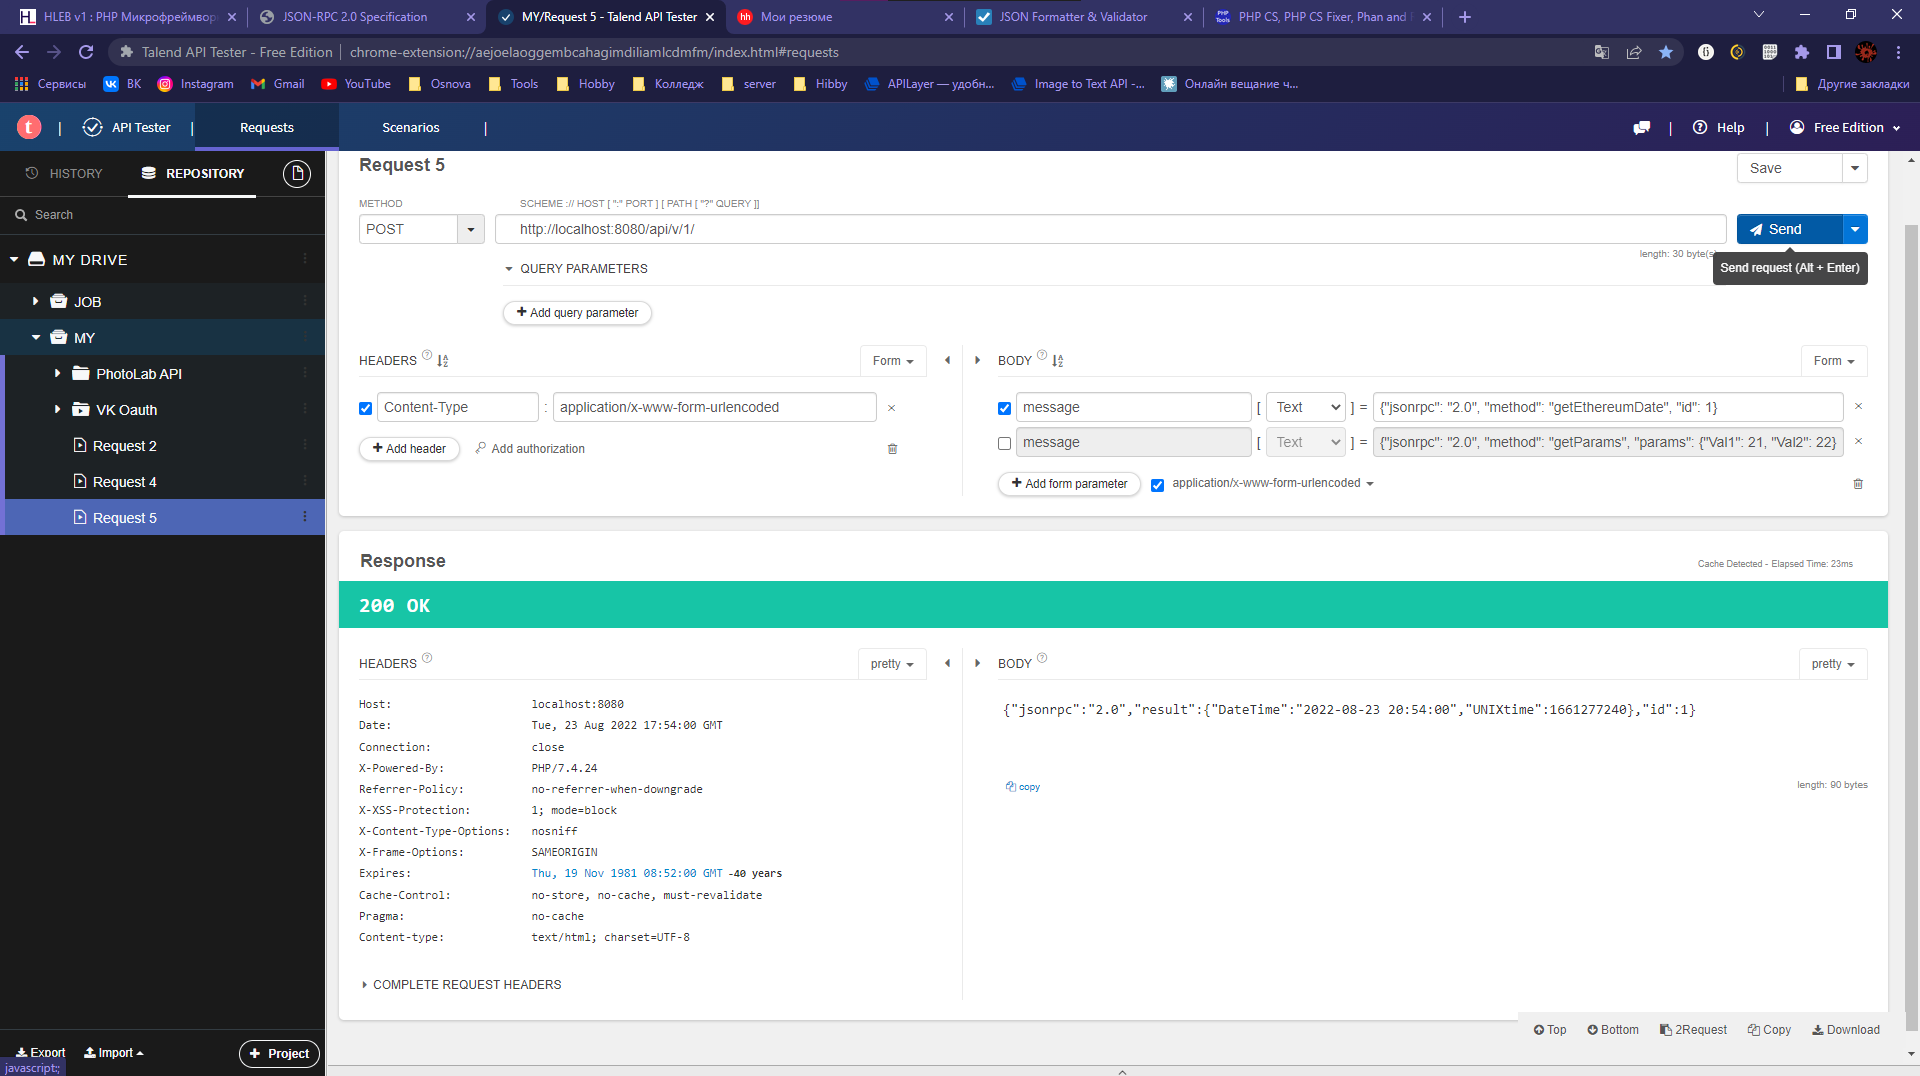 HLEB v1 : PHP Микрофреймвор
JSON-RPC 2.0 Specification
MY/Request 5 - Talend API Tester
Мои резюме
JSON Formatter & Validator
PHP CS, PHP CS Fixer, Phan and
Talend API Tester - Free Edition
chrome-extension://aejoelaoggembcahagimdiliamlcdmfm/index.html#requests
Сервисы
ВК
Instagram
Gmail
YouTube
Osnova
Tools
Hobby
Колледж
server
Hibby
APILayer — удобн...
Image to Text API -...
Онлайн вещание ч...
Другие закладки
t | API Tester | Requests Scenarios |
| Help | Free Edition
HISTORY
REPOSITORY
Search
MY DRIVE
JOB
MY
PhotoLab API
VK Oauth
Request 2
Request 4
Request 5
Export
Import
+ Project
javascript:;
Request 5
Save
METHOD
SCHEME :// HOST [ ":" PORT ] [ PATH [ "?" QUERY ]]
POST
http://localhost:8080/api/v/1/
Send
length: 30 byte(s)
Send request (Alt + Enter)
QUERY PARAMETERS
+ Add query parameter
HEADERS
Form
Content-Type : application/x-www-form-urlencoded ×
+ Add header
Add authorization
BODY
Form
message [ Text ] = {"jsonrpc": "2.0", "method": "getEthereumDate", "id": 1} ×
message [ Text ] = {"jsonrpc": "2.0", "method": "getParams", "params": {"Val1": 21, "Val2": 22} ×
+ Add form parameter
application/x-www-form-urlencoded
Response
Cache Detected - Elapsed Time: 23ms
200 OK
HEADERS
pretty
Host: localhost:8080
Date: Tue, 23 Aug 2022 17:54:00 GMT
Connection: close
X-Powered-By: PHP/7.4.24
Referrer-Policy: no-referrer-when-downgrade
X-XSS-Protection: 1; mode=block
X-Content-Type-Options: nosniff
X-Frame-Options: SAMEORIGIN
Expires: Thu, 19 Nov 1981 08:52:00 GMT -40 years
Cache-Control: no-store, no-cache, must-revalidate
Pragma: no-cache
Content-type: text/html; charset=UTF-8
COMPLETE REQUEST HEADERS
BODY
pretty
{"jsonrpc":"2.0","result":{"DateTime":"2022-08-23 20:54:00","UNIXtime":1661277240},"id":1}
copy
length: 90 bytes
Top
Bottom
2Request
Copy
Download